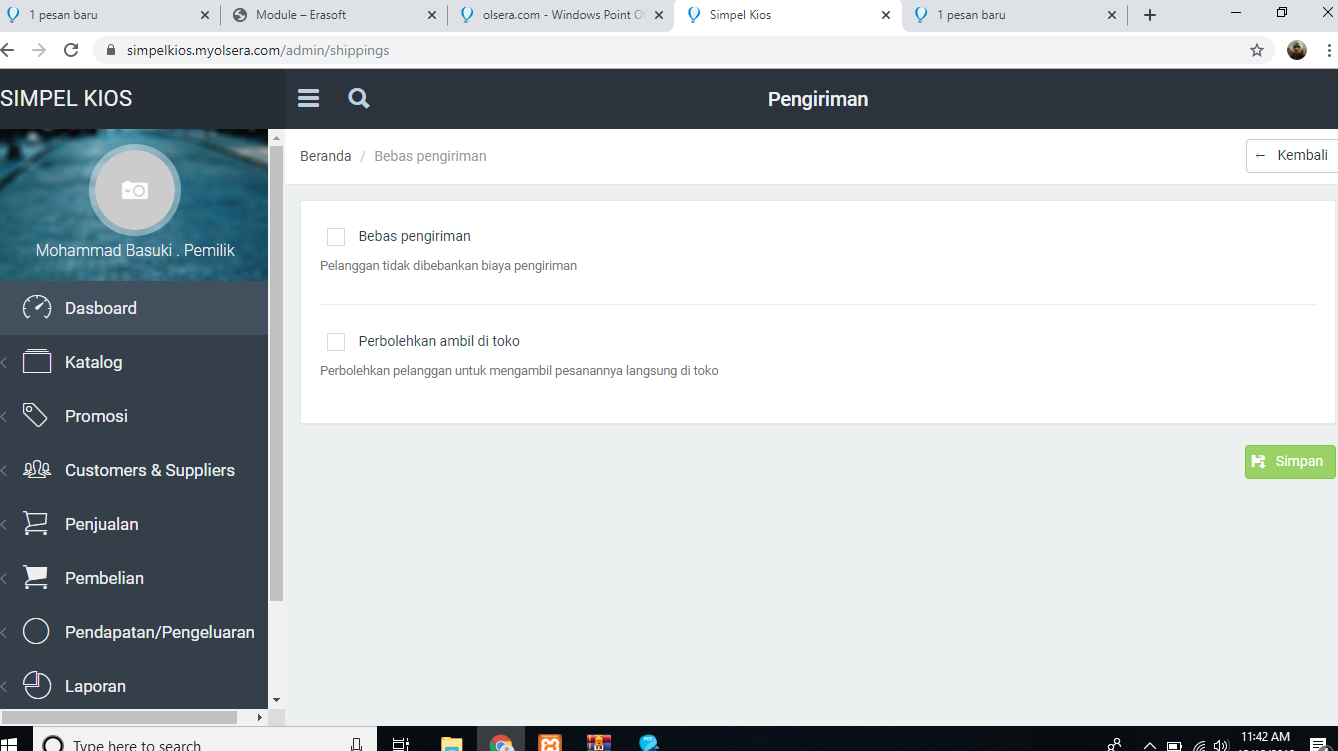 1 pesan baru
Module – Erasoft
olsera.com - Windows Point O
Simpel Kios
1 pesan baru
simpelkios.myolsera.com/admin/shippings
SIMPEL KIOS
Pengiriman
Beranda / Bebas pengiriman
← Kembali
Mohammad Basuki . Pemilik
Bebas pengiriman
Pelanggan tidak dibebankan biaya pengiriman
Perbolehkan ambil di toko
Perbolehkan pelanggan untuk mengambil pesanannya langsung di toko
Simpan
Dasboard
Katalog
Promosi
Customers & Suppliers
Penjualan
Pembelian
Pendapatan/Pengeluaran
Laporan
Type here to search
11:42 AM